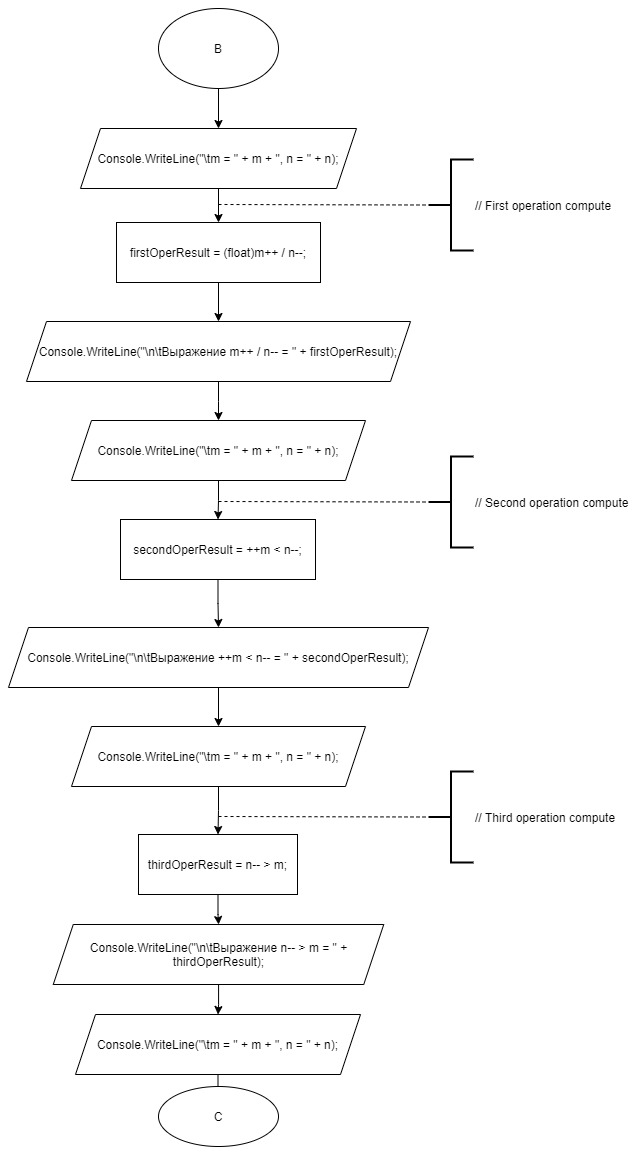 B
Console.WriteLine("\tm = " + m + ", n = " + n);
// First operation compute
firstOperResult = (float)m++ / n--;
Console.WriteLine("\n\tВыражение m++ / n-- = " + firstOperResult);
Console.WriteLine("\tm = " + m + ", n = " + n);
// Second operation compute
secondOperResult = ++m < n--;
Console.WriteLine("\n\tВыражение ++m < n-- = " + secondOperResult);
Console.WriteLine("\tm = " + m + ", n = " + n);
// Third operation compute
thirdOperResult = n-- > m;
Console.WriteLine("\n\tВыражение n-- > m = " +
thirdOperResult);
Console.WriteLine("\tm = " + m + ", n = " + n);
C